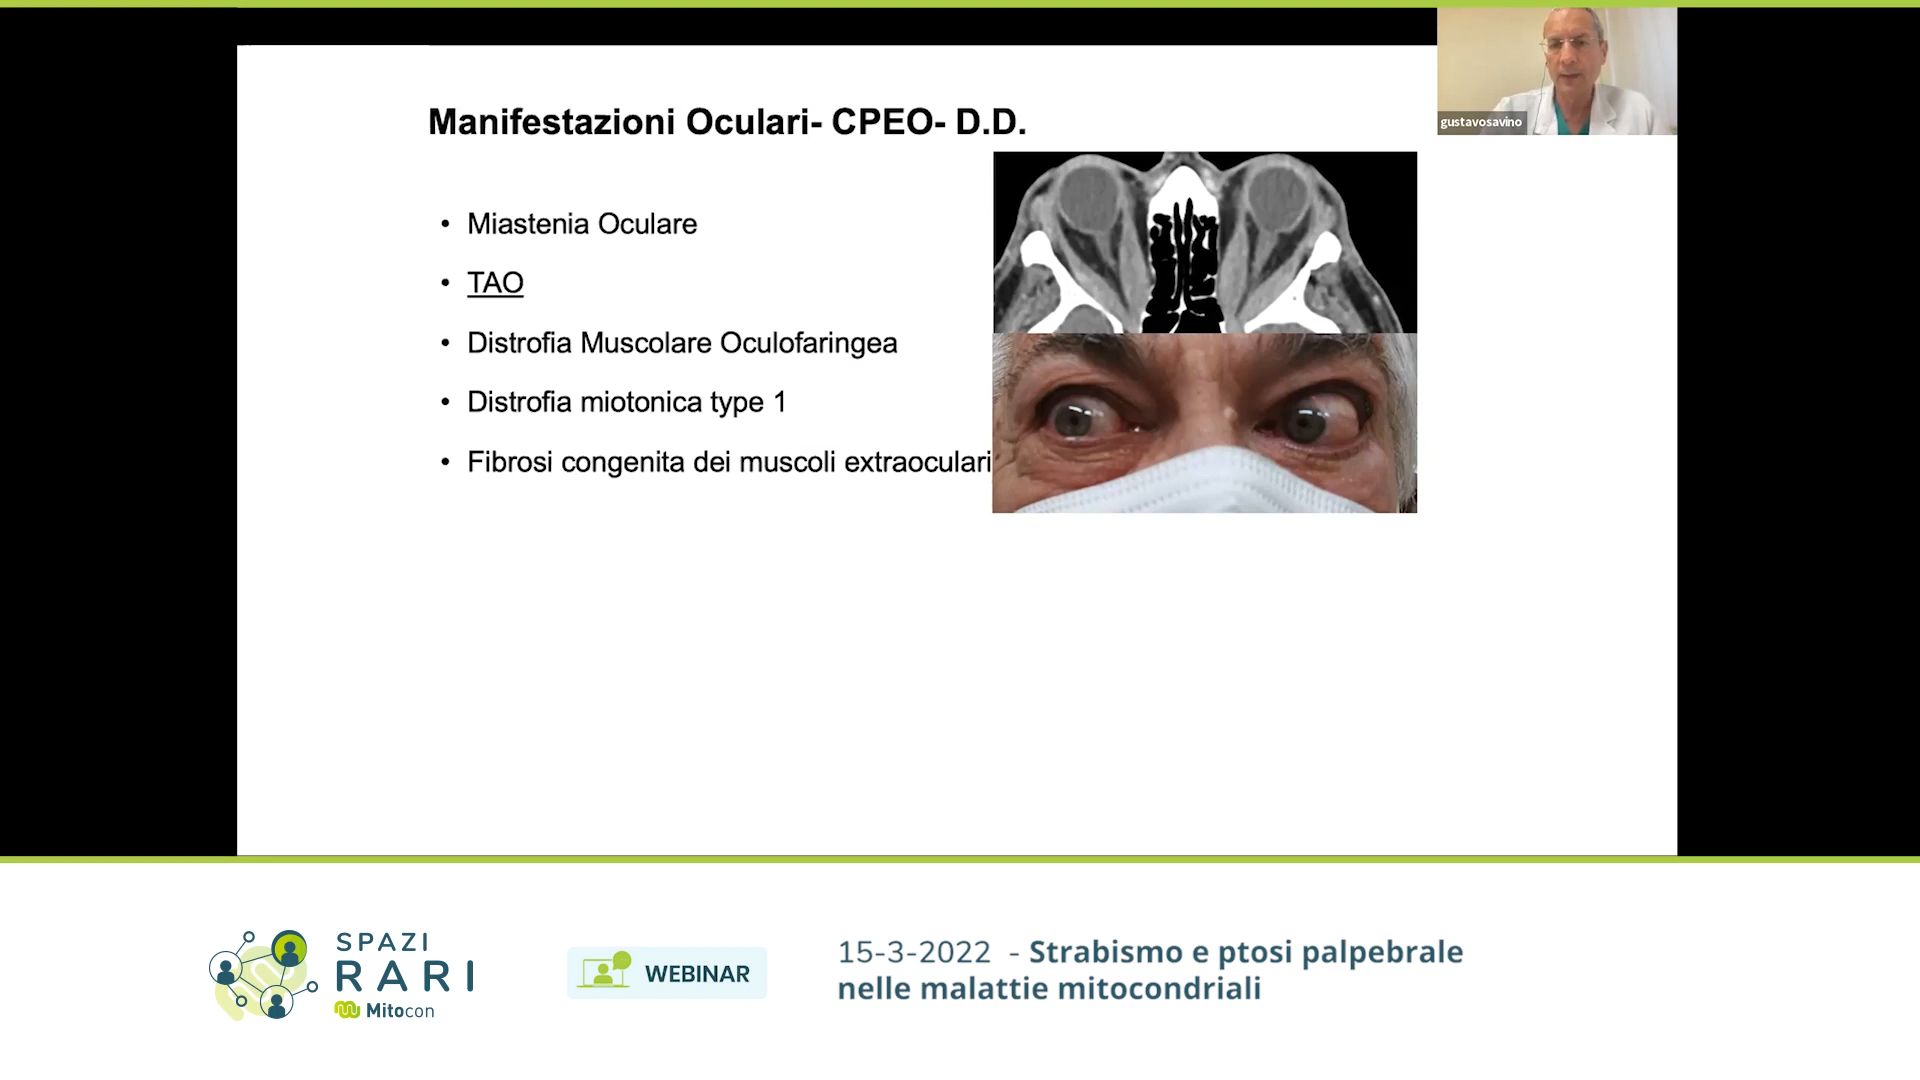 gustavosavino
Manifestazioni Oculari- CPEO- D.D.
• Miastenia Oculare
• TAO
• Distrofia Muscolare Oculofaringea
• Distrofia miotonica type 1
• Fibrosi congenita dei muscoli extraoculari
SPAZI
RARI
Mitocon
WEBINAR
15-3-2022 - Strabismo e ptosi palpebrale
nelle malattie mitocondriali